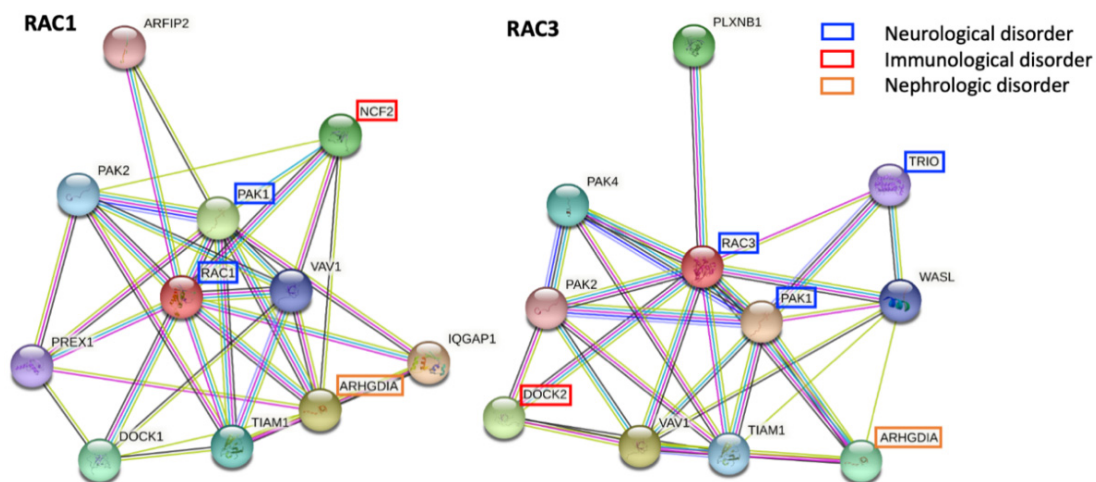 RAC1
ARFIP2
NCF2
PAK2
PAK1
RAC1
VAV1
PREX1
IQGAP1
ARHGDIA
DOCK1
TIAM1
RAC3
PLXNB1
TRIO
PAK4
RAC3
WASL
PAK2
PAK1
DOCK2
VAV1
TIAM1
ARHGDIA
Neurological disorder
Immunological disorder
Nephrologic disorder